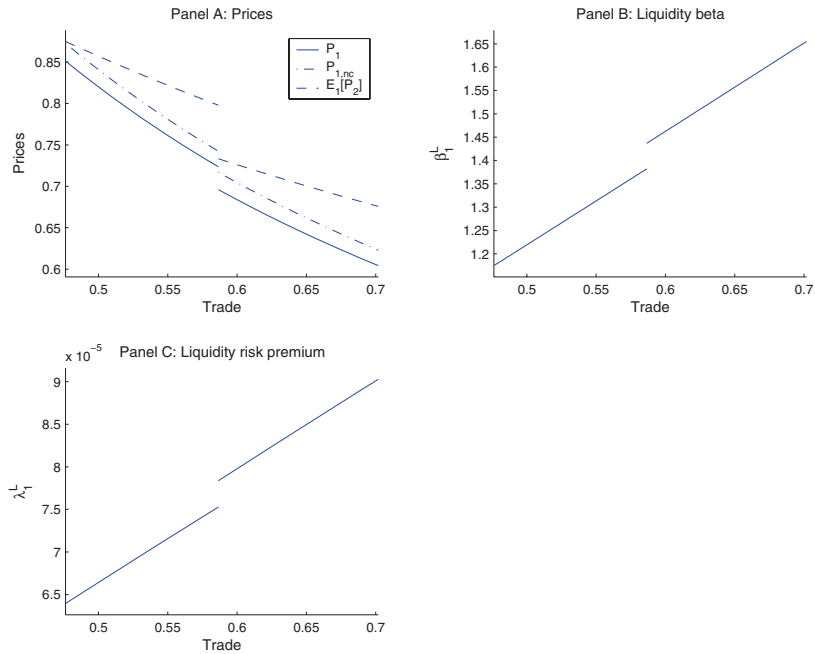 Panel A: Prices
Prices
0.85
0.8
0.75
0.7
0.65
0.6
P₁
P₁,nc
E₁[P₂]
0.5 0.55 0.6 0.65 0.7
Trade
Panel B: Liquidity beta
β₁ᴸ
1.65
1.6
1.55
1.5
1.45
1.4
1.35
1.3
1.25
1.2
0.5 0.55 0.6 0.65 0.7
Trade
x 10⁻⁵ Panel C: Liquidity risk premium
λ₁ᴸ
9
8.5
8
7.5
7
6.5
0.5 0.55 0.6 0.65 0.7
Trade